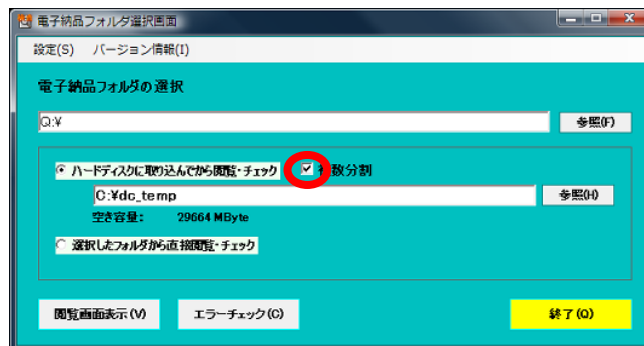 電子納品フォルダ選択画面
設定(S) バージョン情報(I)
電子納品フォルダの選択
Q:¥
参照(F)
ハードディスクに取り込んでから閲覧・チェック 複数分割
C:¥dc_temp
参照(H)
空き容量: 29664 MByte
選択したフォルダから直接閲覧・チェック
閲覧画面表示(V) エラーチェック(C) 終了(Q)